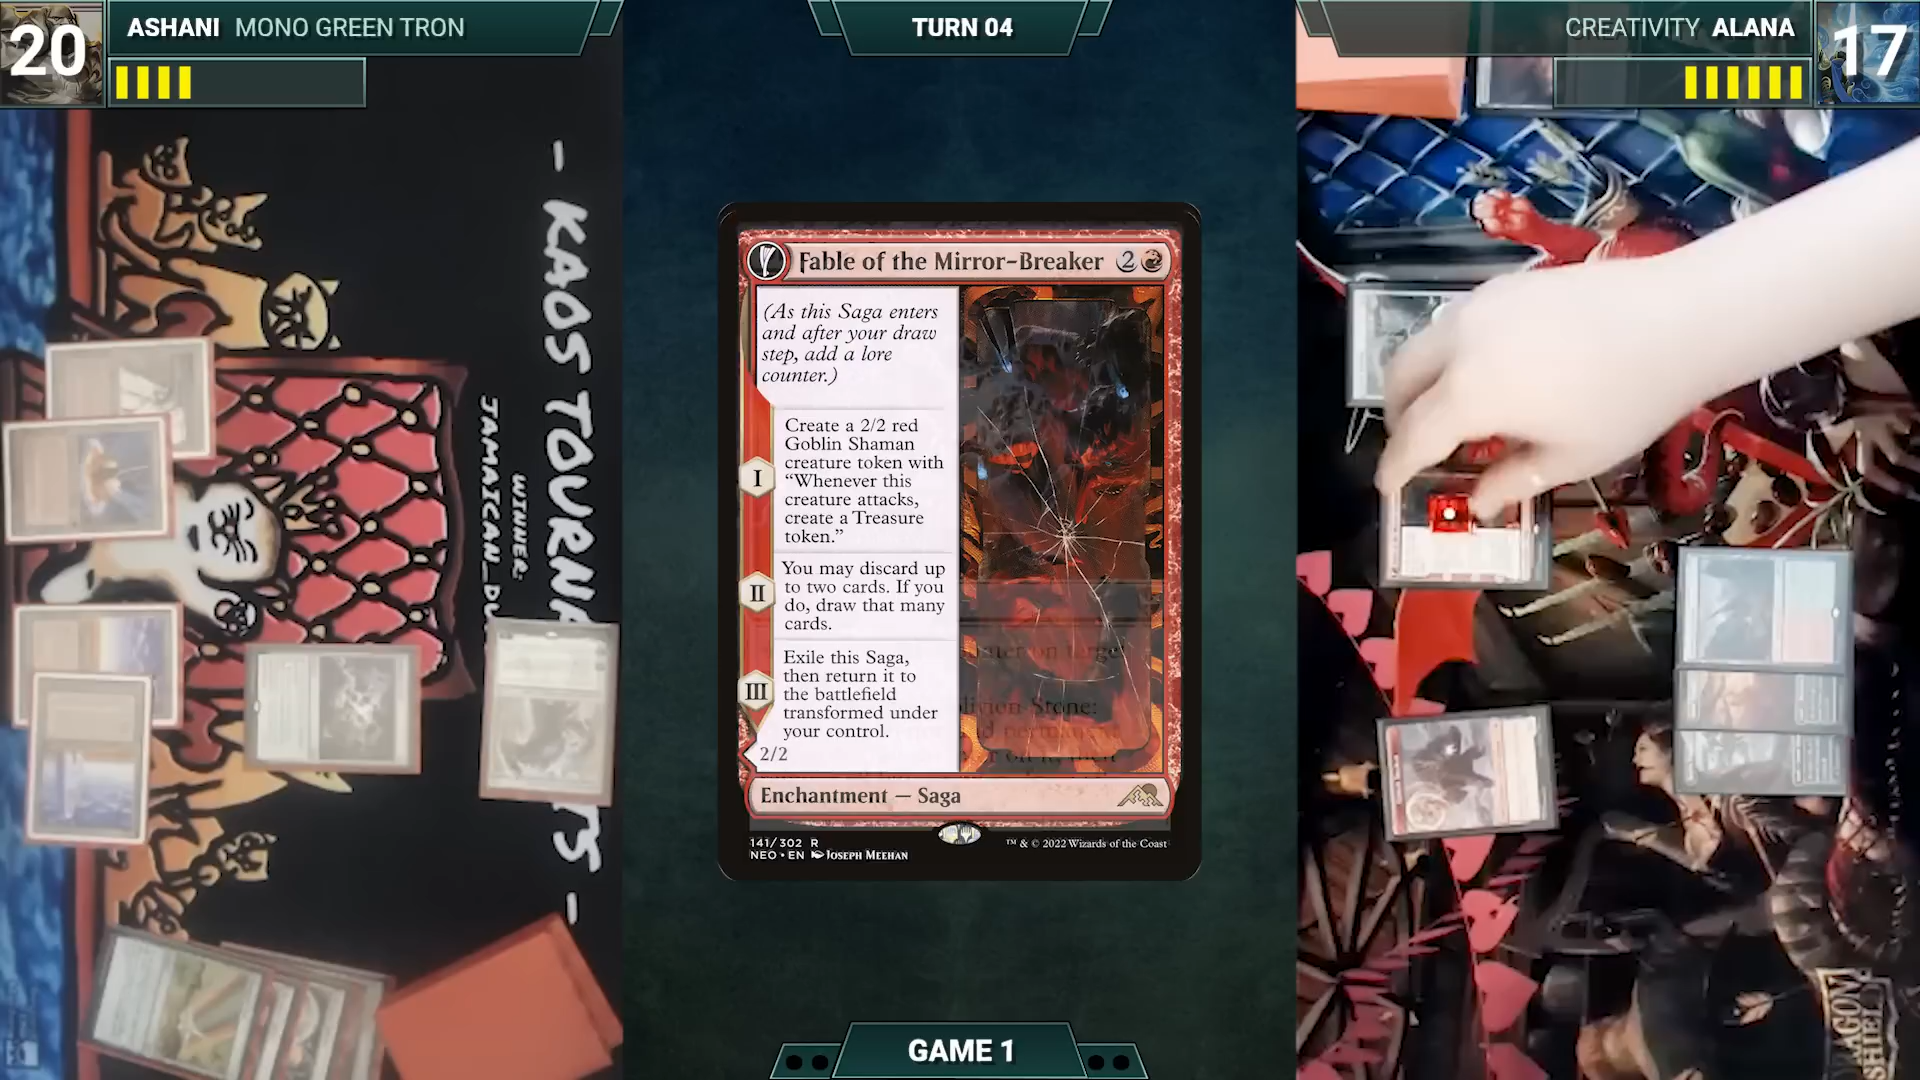 20
ASHANI MONO GREEN TRON
TURN 04
CREATIVITY ALANA
17
- KAOS TOURNA TS -
WINNER:
JAMAICAN_D
Fable of the Mirror-Breaker 2
(As this Saga enters
and after your draw
step, add a lore
counter.)
I
Create a 2/2 red
Goblin Shaman
creature token with
“Whenever this
creature attacks,
create a Treasure
token.”
II
You may discard up
to two cards. If you
do, draw that many
cards.
III
Exile this Saga,
then return it to
the battlefield
transformed under
your control.
2/2
Enchantment — Saga
141/302 R
NEO • EN JOSEPH MEEHAN
™ & © 2022 Wizards of the Coast
GAME 1